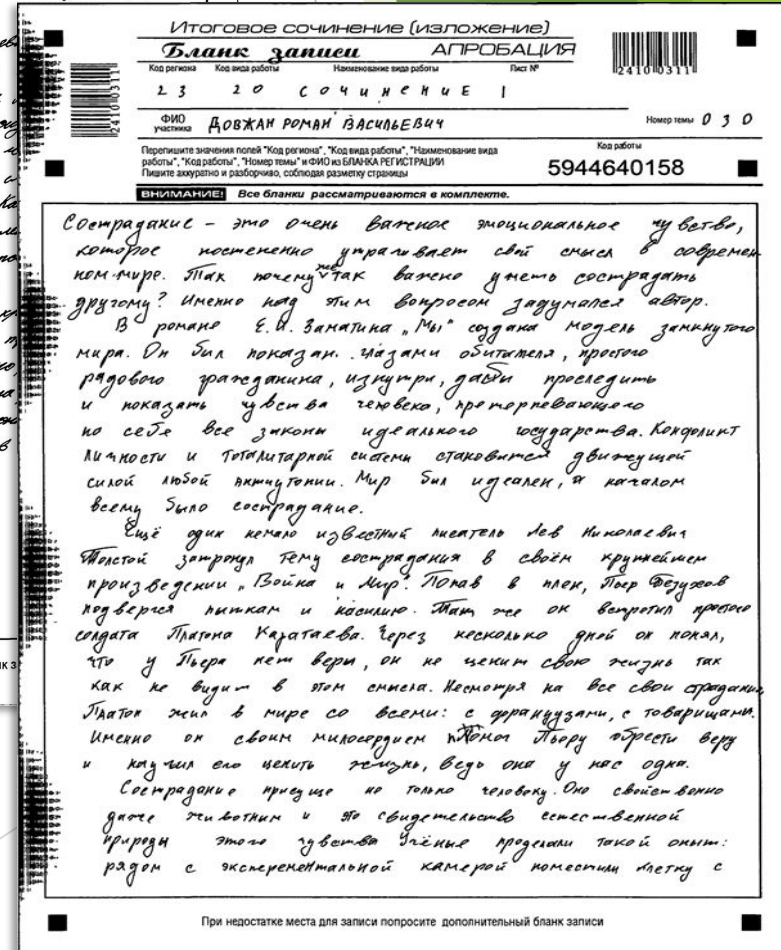 Итоговое сочинение (изложение)
Бланк записи АПРОБАЦИЯ
Код региона Код вида работы Наименование вида работы Лист №
2 3 2 0 С О Ч И Н Е Н И Е 1
2410 0311
2410 0311
ФИО участника ДОВЖАН РОМАН ВАСИЛЬЕВИЧ
Номер темы 0 3 0
Перепишите значения полей "Код региона", "Код вида работы", "Наименование вида
работы", "Код работы", "Номер темы" и ФИО из БЛАНКА РЕГИСТРАЦИИ
Пишите аккуратно и разборчиво, соблюдая разметку страницы
Код работы
5944640158
ВНИМАНИЕ! Все бланки рассматриваются в комплекте.
Сострадание – это очень важное эмоциональное чувство,
которое постепенно утрачивает свой смысл в современ
ном мире. Так почему же так важно уметь сострадать
другому? Именно над этим вопросом задумался автор.
В романе Е.И. Замятина „Мы" создана модель замкнутого
мира. Он был показан глазами обитателя, простого
рядового гражданина, изнутри, дабы проследить
и показать чувства человека, претерпевающего
по себе все законы идеального государства. Конфликт
личности и тоталитарной системы становится движущей
силой любой антиутопии. Мир был идеален, и началом
всему было сострадание.
Ещё один немало известный писатель Лев Николаевич
Толстой затронул тему сострадания в своём крупнейшем
произведении „Война и Мир". Попав в плен, Пьер Безухов
подвергся пыткам и насилию. Там же он встретил простого
солдата Платона Каратаева. Через несколько дней он понял,
что у Пьера нет веры, он не ценит свою жизнь так
как не видит в этом смысла. Несмотря на все свои страдания
Платон жил в мире со всеми: с французами, с товарищами.
Именно он своим милосердием помог Пьеру обрести веру
и научил его ценить жизнь, ведь она у нас одна.
Сострадание присуще не только человеку. Оно свойственно
даже животным и это свидетельство естественной
природы этого чувства Учёные проделали такой опыт:
рядом с эксперементальной камерой поместили клетку с
При недостатке места для записи попросите дополнительный бланк записи